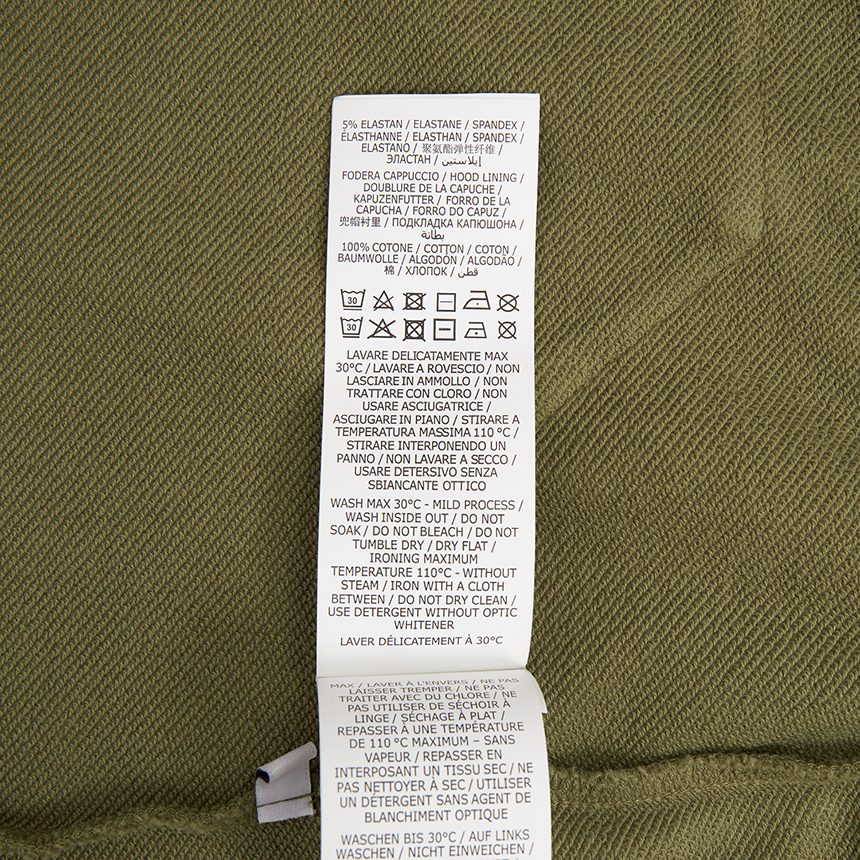 5% ELASTAN / ELASTANE / SPANDEX /
ÉLASTHANNE / ELASTHAN / SPANDEX /
ELASTANO / 聚氨酯弹性纤维 /
ЭЛАСТАН / إيلاستين
FODERA CAPPUCCIO / HOOD LINING /
DOUBLURE DE LA CAPUCHE /
KAPUZENFUTTER / FORRO DE LA
CAPUCHA / FORRO DO CAPUZ /
兜帽衬里 / ПОДКЛАДКА КАПЮШОНА /
بطانة
100% COTONE / COTTON / COTON /
BAUMWOLLE / ALGODÓN / ALGODÃO /
棉 / ХЛОПОК / قطن
30
30
LAVARE DELICATAMENTE MAX
30°C / LAVARE A ROVESCIO / NON
LASCIARE IN AMMOLLO / NON
TRATTARE CON CLORO / NON
USARE ASCIUGATRICE /
ASCIUGARE IN PIANO / STIRARE A
TEMPERATURA MASSIMA 110 °C /
STIRARE INTERPONENDO UN
PANNO / NON LAVARE A SECCO /
USARE DETERSIVO SENZA
SBIANCANTE OTTICO
WASH MAX 30°C - MILD PROCESS /
WASH INSIDE OUT / DO NOT
SOAK / DO NOT BLEACH / DO NOT
TUMBLE DRY / DRY FLAT /
IRONING MAXIMUM
TEMPERATURE 110°C - WITHOUT
STEAM / IRON WITH A CLOTH
BETWEEN / DO NOT DRY CLEAN /
USE DETERGENT WITHOUT OPTIC
WHITENER
LAVER DÉLICATEMENT À 30°C
MAX / LAVER À L'ENVERS / NE PAS
LAISSER TREMPER / NE PAS
TRAITER AVEC DU CHLORE / NE
PAS UTILISER DE SÉCHOIR À
LINGE / SÉCHAGE À PLAT /
REPASSER À UNE TEMPÉRATURE
DE 110 °C MAXIMUM – SANS
VAPEUR / REPASSER EN
INTERPOSANT UN TISSU SEC / NE
PAS NETTOYER À SEC / UTILISER
UN DÉTERGENT SANS AGENT DE
BLANCHIMENT OPTIQUE
WASCHEN BIS 30°C / AUF LINKS
WASCHEN / NICHT EINWEICHEN /